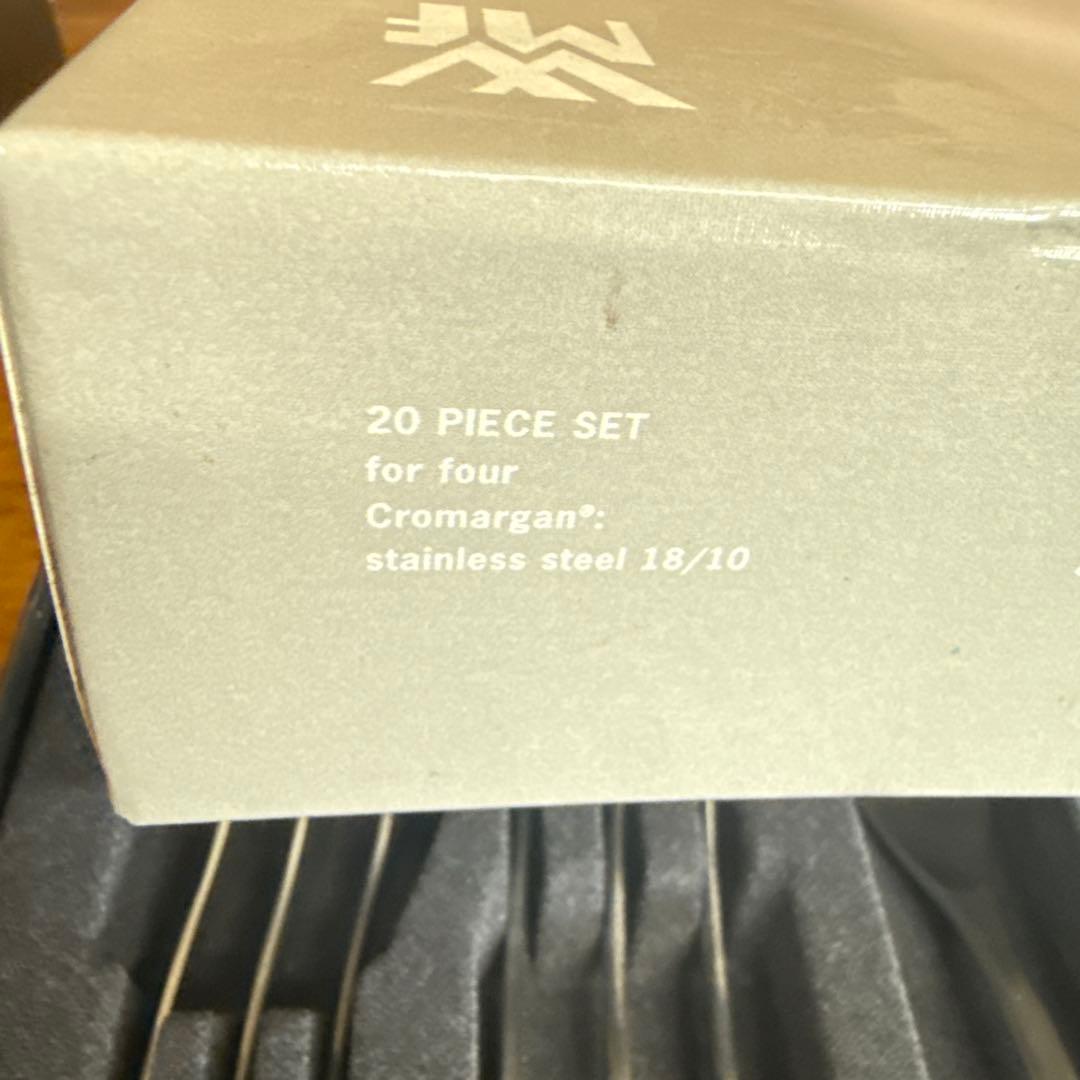 WMF
20 PIECE SET
for four
Cromargan®:
stainless steel 18/10